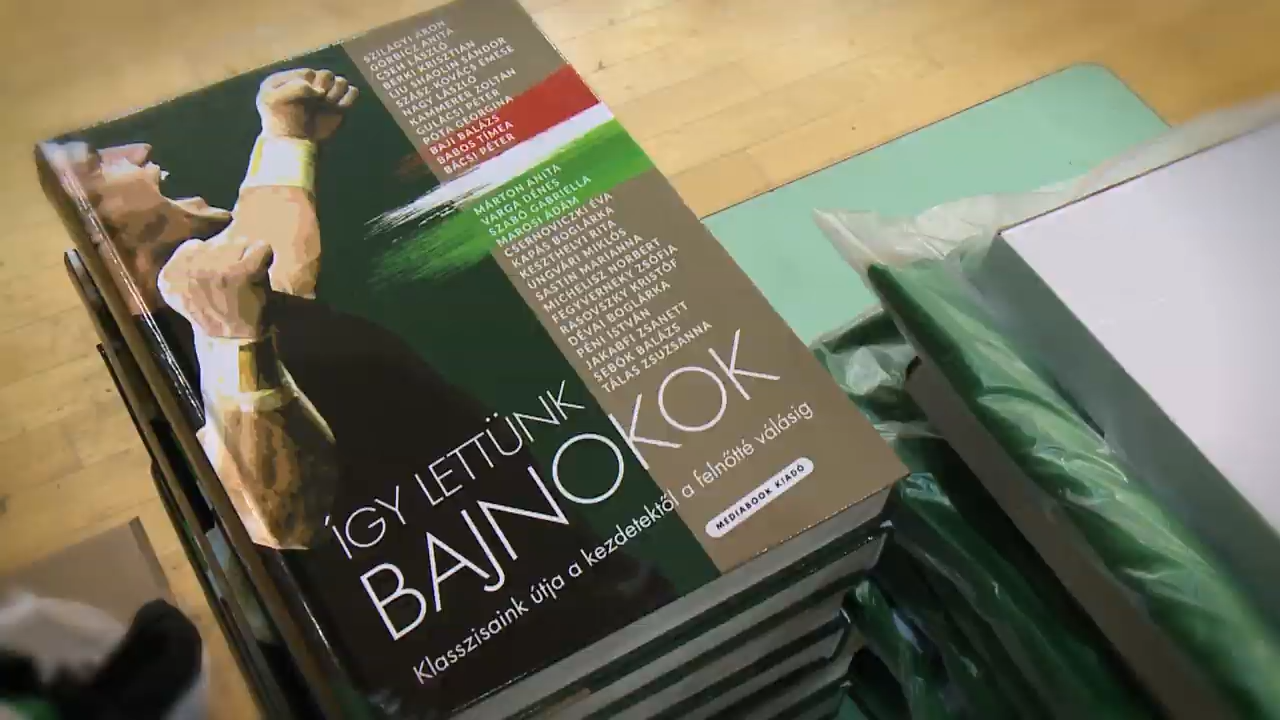 SZILÁGYI ÁRON
GÖRBICZ ANITA
CSEH LÁSZLÓ
BERKI KRISZTIÁN
LIU SHAOLIN SÁNDOR
SZÁSZ-KOVÁCS EMESE
NAGY LÁSZLÓ
KAMMERER ZOLTÁN
GULÁCSI PÉTER
PÓTA GEORGINA
BAJI BALÁZS
BABOS TÍMEA
BÁCSI PÉTER
MÁRTON ANITA
VARGA DÉNES
SZABÓ GABRIELLA
MAROSI ÁDÁM
CSERNOVICZKI ÉVA
KAPÁS BOGLÁRKA
KESZTHELYI RITA
UNGVÁRI MIKLÓS
SASTIN MARIANNA
MICHELISZ NORBERT
FEGYVERNEKY ZSÓFIA
RASOVSZKY KRISTÓF
DÉVAI BOGLÁRKA
PÉNI ISTVÁN
JAKABFI ZSANETT
SEBŐK BALÁZS
TÁLAS ZSUZSANNA
ÍGY LETTÜNK
BAJNOKOK
Klasszisaink útja a kezdetektől a felnőtté válásig
MEDIABOOK KIADÓ